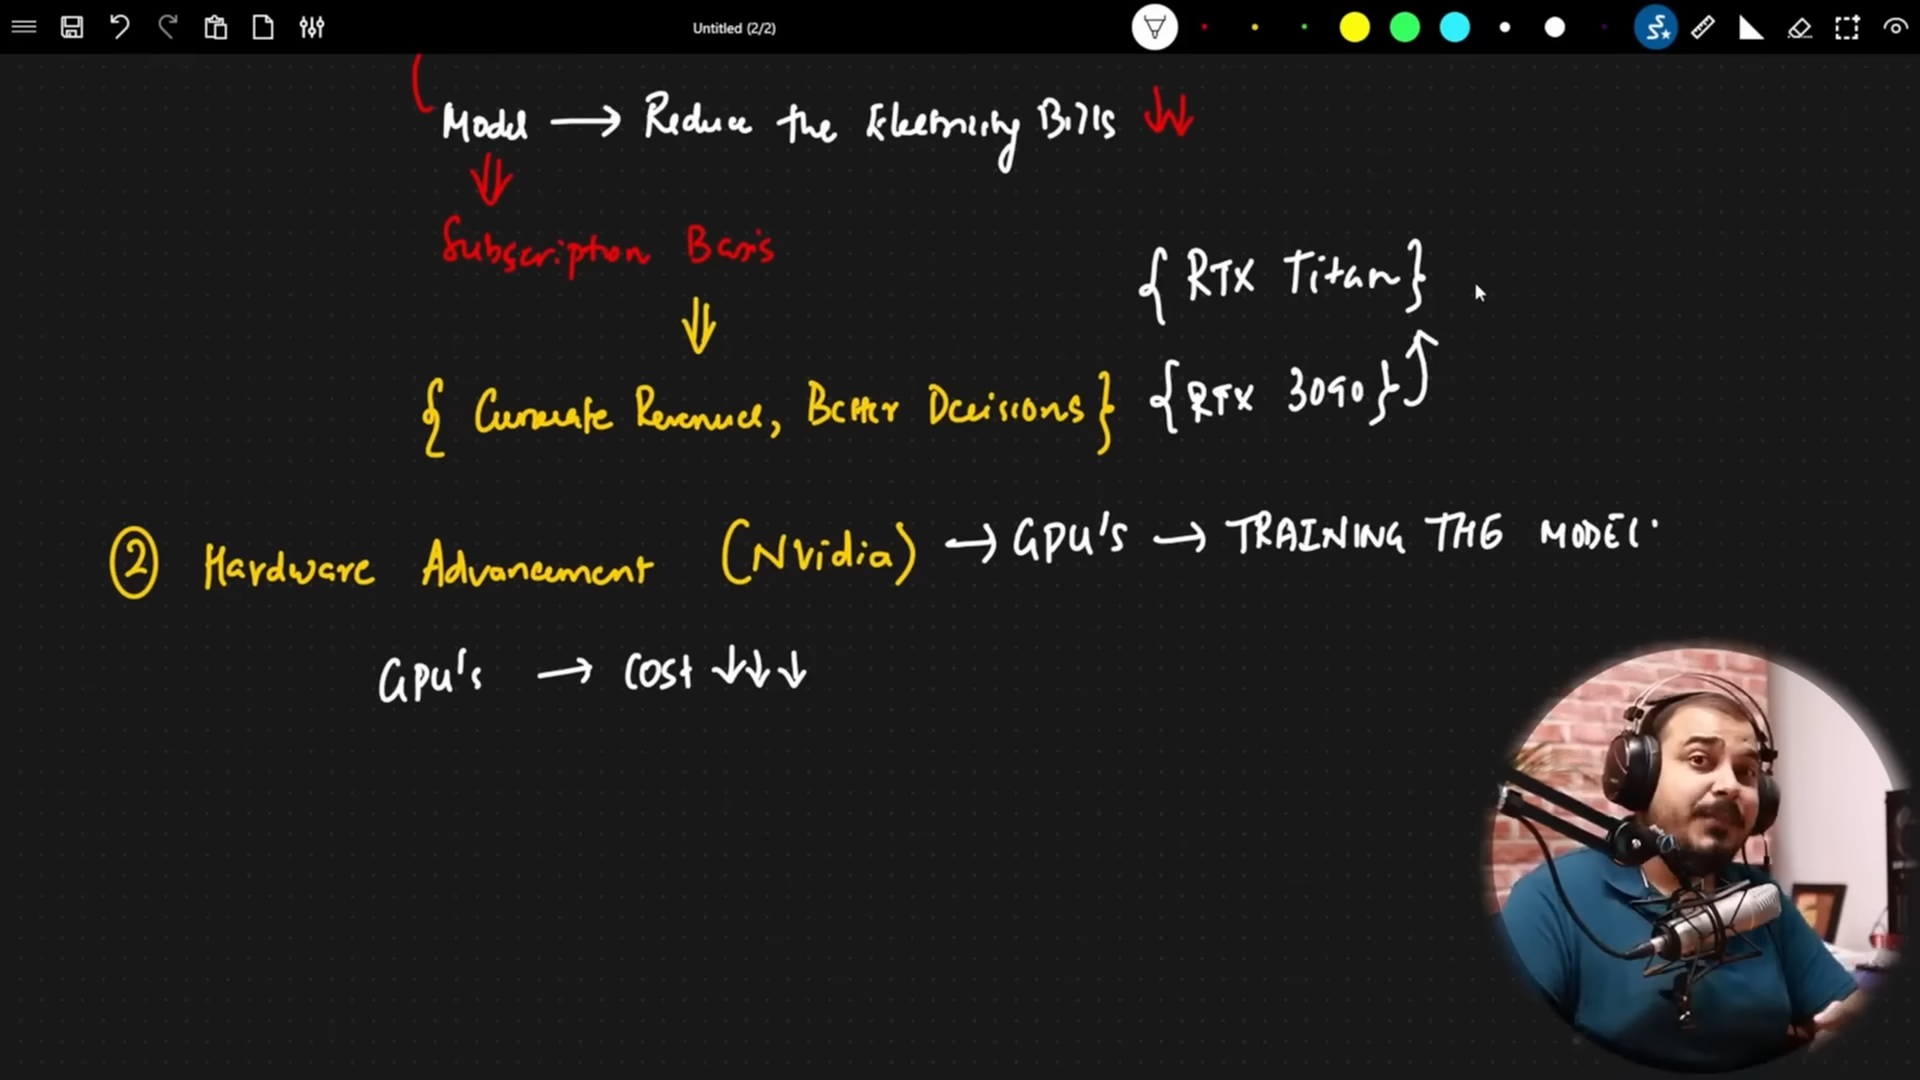 Untitled (2/2)
Model → Reduce the Electricity Bills ↓↓
⇓
Subscription Basis
{ RTX Titan }
⇓
{ Generate Revenue, Better Decisions } { RTX 3090 }
② Hardware Advancement (Nvidia) → GPU's → TRAINING THE MODEL.
GPU's → Cost ↓↓↓